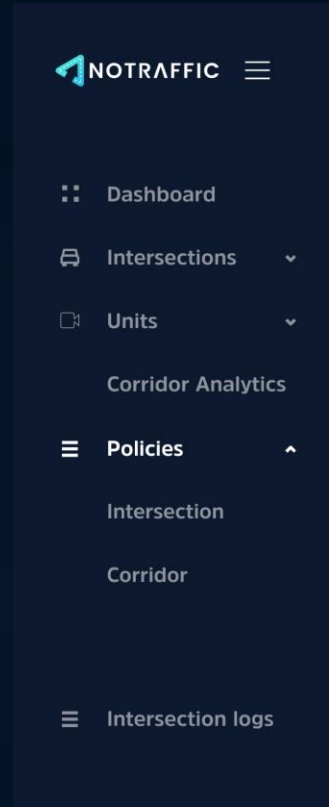 NOTRAFFIC
Dashboard
Intersections
Units
Corridor Analytics
Policies
Intersection
Corridor
Intersection logs